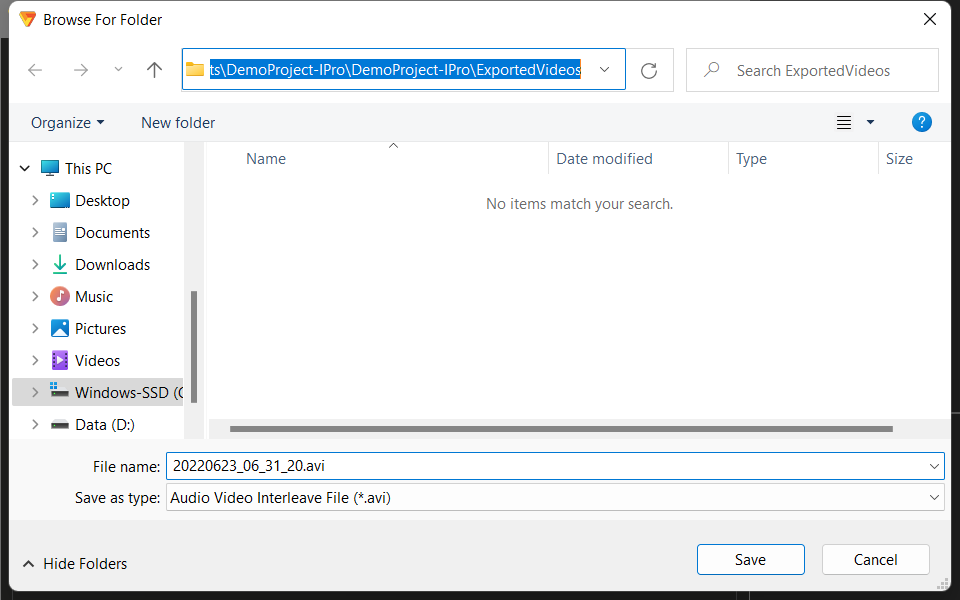 Browse For Folder
ts\DemoProject-IPro\DemoProject-IPro\ExportedVideos
Search ExportedVideos
Organize
New folder
?
Name
Date modified
Type
Size
This PC
Desktop
Documents
Downloads
Music
Pictures
Videos
Windows-SSD (C
Data (D:)
No items match your search.
File name: 20220623_06_31_20.avi
Save as type: Audio Video Interleave File (*.avi)
Hide Folders
Save
Cancel